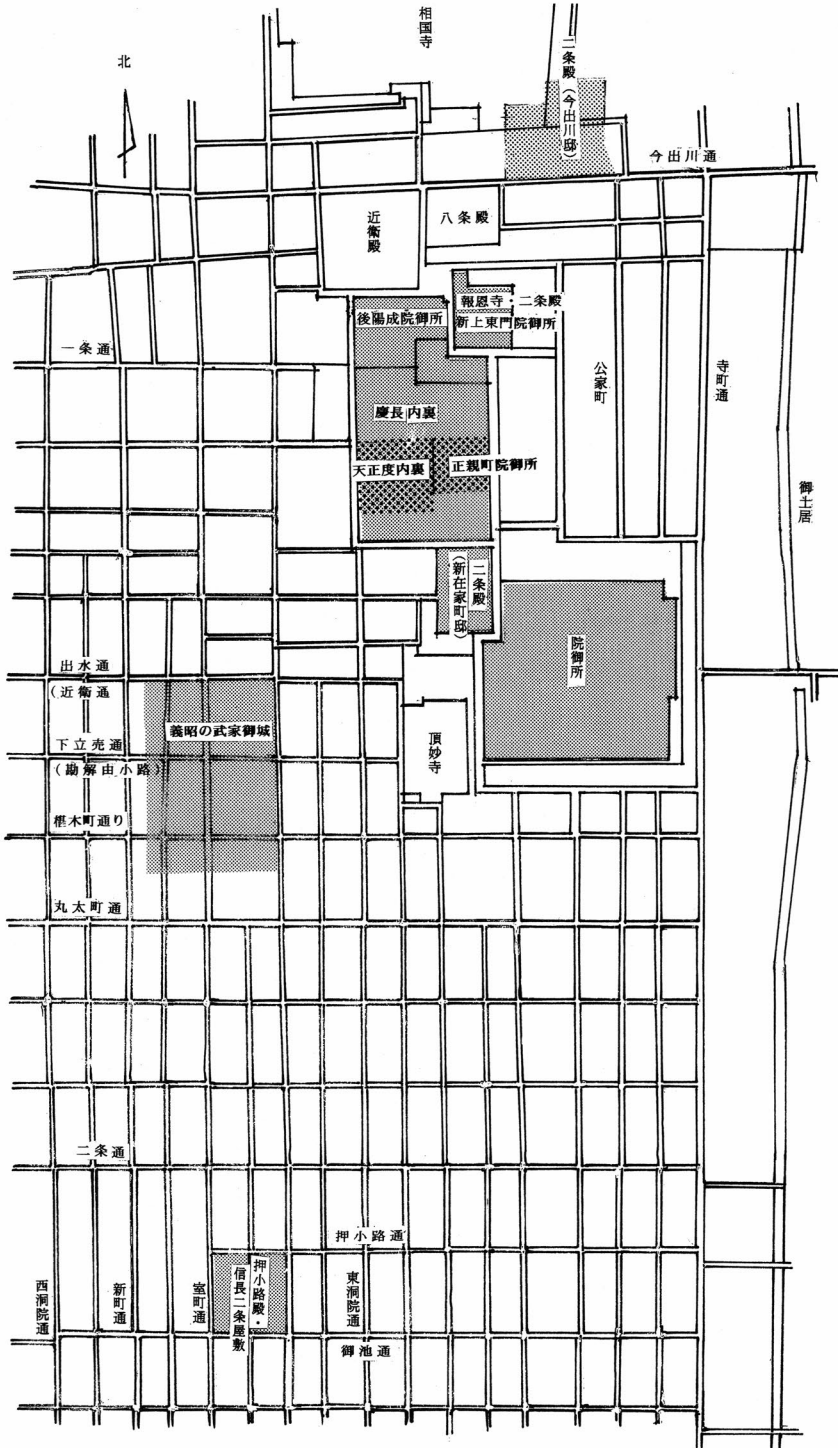 相国寺
北
二条殿（今出川邸）
今出川通
近衛殿
八条殿
報恩寺・二条殿
新上東門院御所
後陽成院御所
一条通
公家町
寺町通
慶長内裏
天正度内裏
正親町院御所
御土居
二条殿
（新在家町邸）
院御所
出水通
（近衛通
義昭の武家御城
下立売通
（勘解由小路）
頂妙寺
椹木町通り
丸太町通
二条通
押小路通
西洞院通
新町通
室町通
押小路殿・
信長二条屋敷
東洞院通
御池通